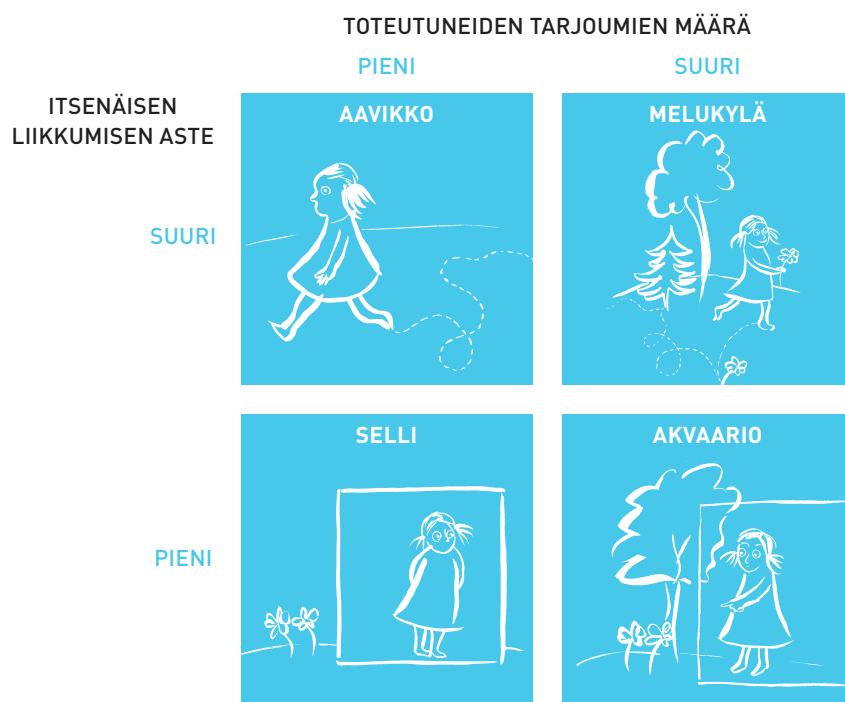 TOTEUTUNEIDEN TARJOUMIEN MÄÄRÄ
PIENI
SUURI
ITSENÄISEN
LIIKKUMISEN ASTE
AAVIKKO
MELUKYLÄ
SUURI
SELLI
AKVAARIO
PIENI